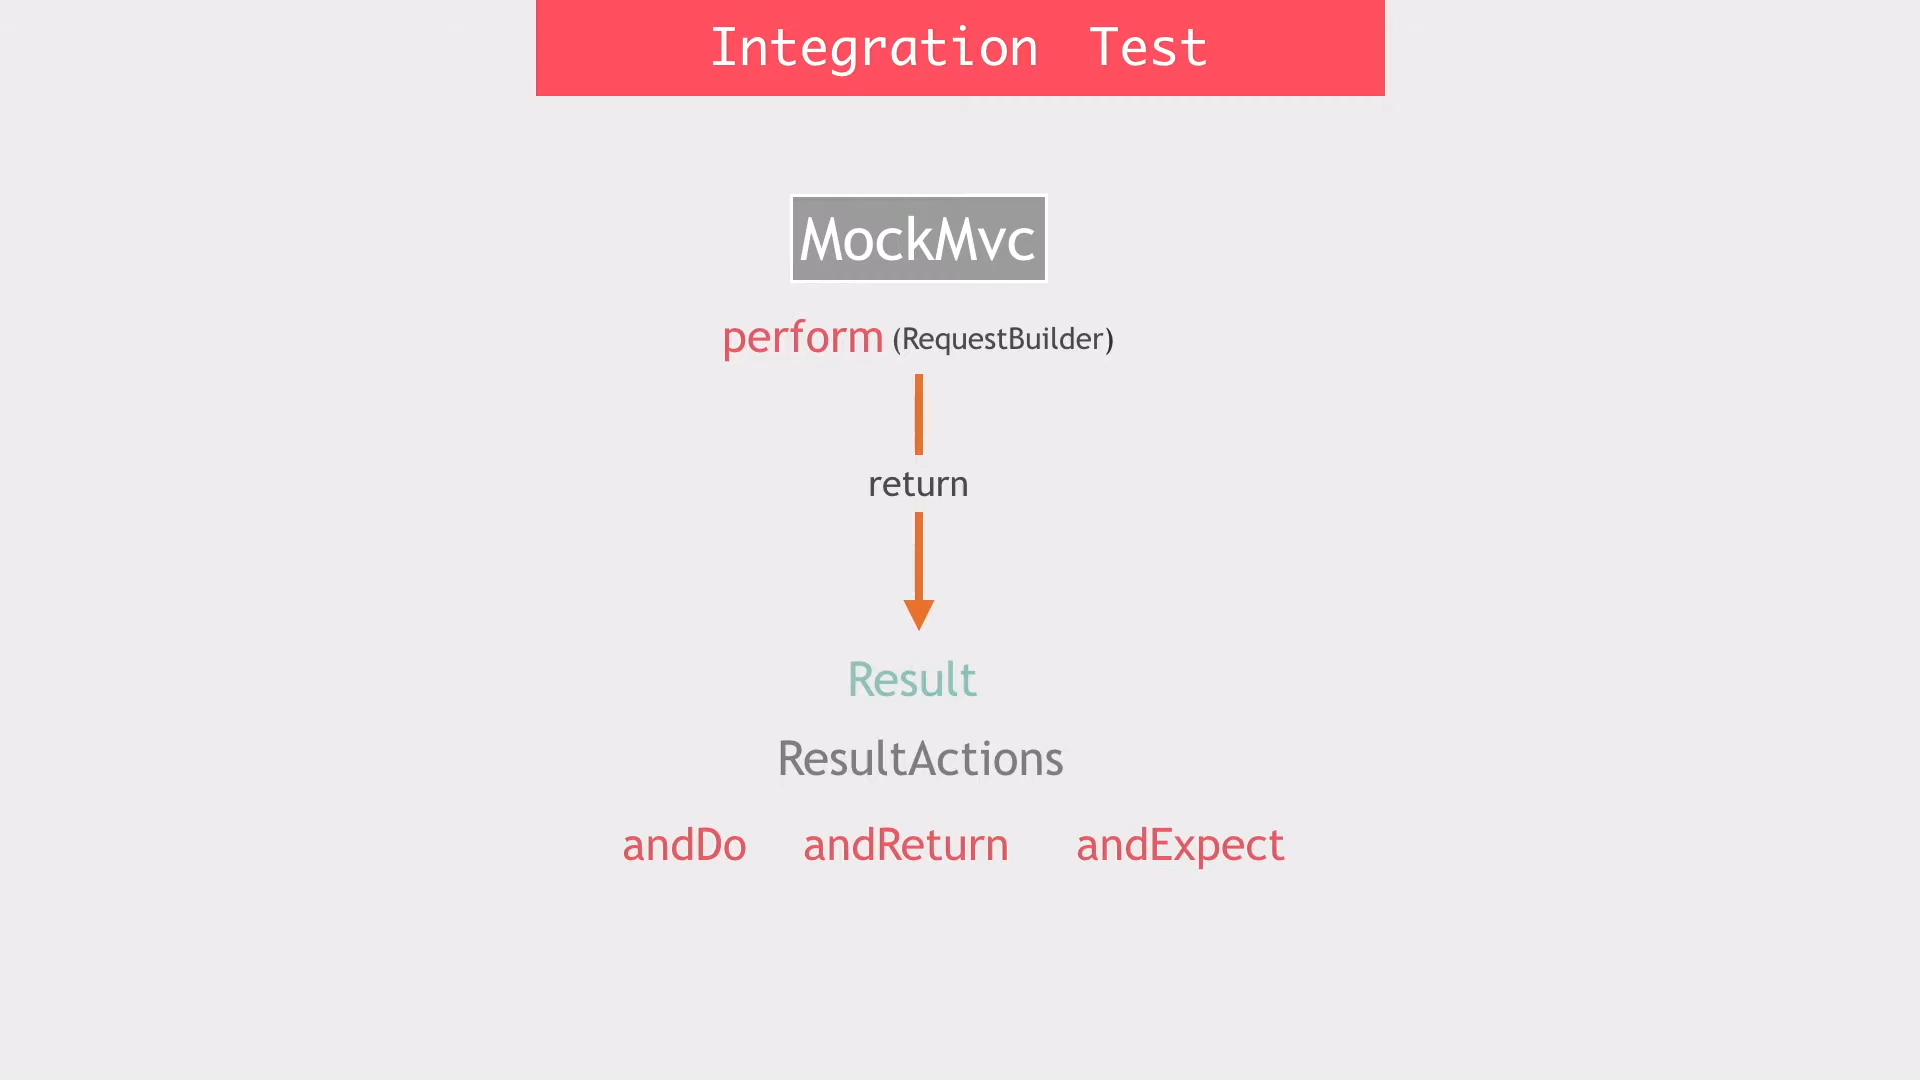 Integration Test
MockMvc
perform (RequestBuilder)
return
Result
ResultActions
andDo andReturn andExpect